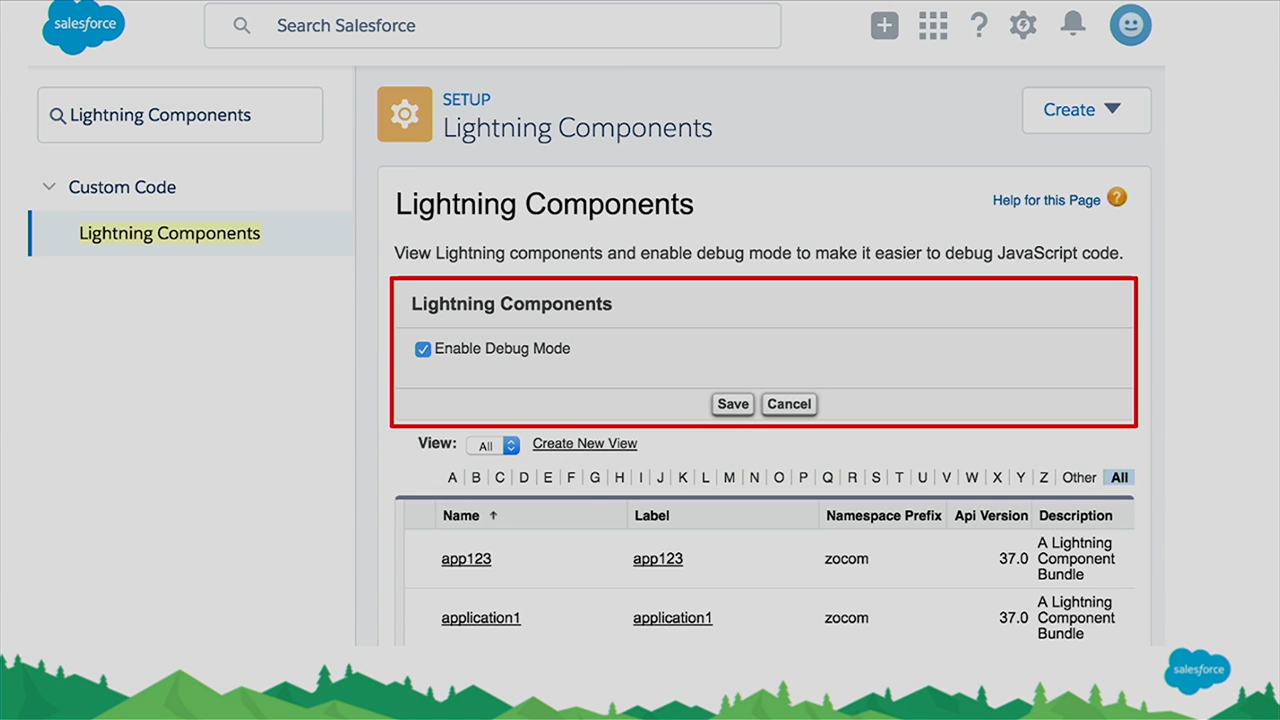 salesforce
Search Salesforce
Lightning Components
Custom Code
Lightning Components
SETUP
Lightning Components
Create
Lightning Components
Help for this Page
View Lightning components and enable debug mode to make it easier to debug JavaScript code.
Lightning Components
Enable Debug Mode
Save Cancel
View: All Create New View
A B C D E F G H I J K L M N O P Q R S T U V W X Y Z Other All
Name Label Namespace Prefix Api Version Description
app123 app123 zocom 37.0 A Lightning
Component
Bundle
application1 application1 zocom 37.0 A Lightning
Component
Bundle
salesforce